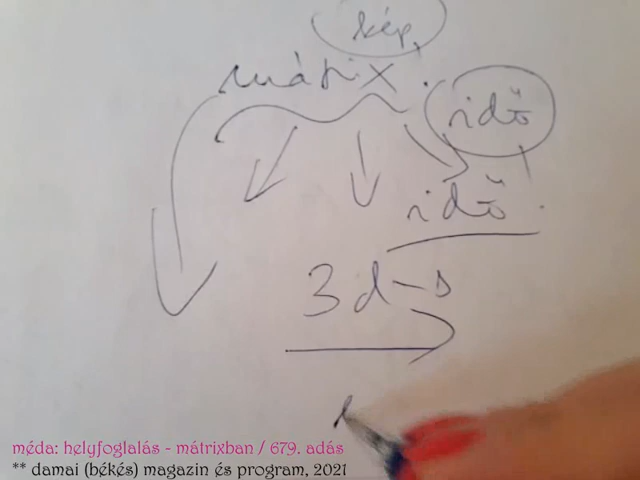 kép.
mátrix.
idő
idő.
3d-s
méda: helyfoglalás - mátrixban / 679. adás
** damai (békés) magazin és program, 2021